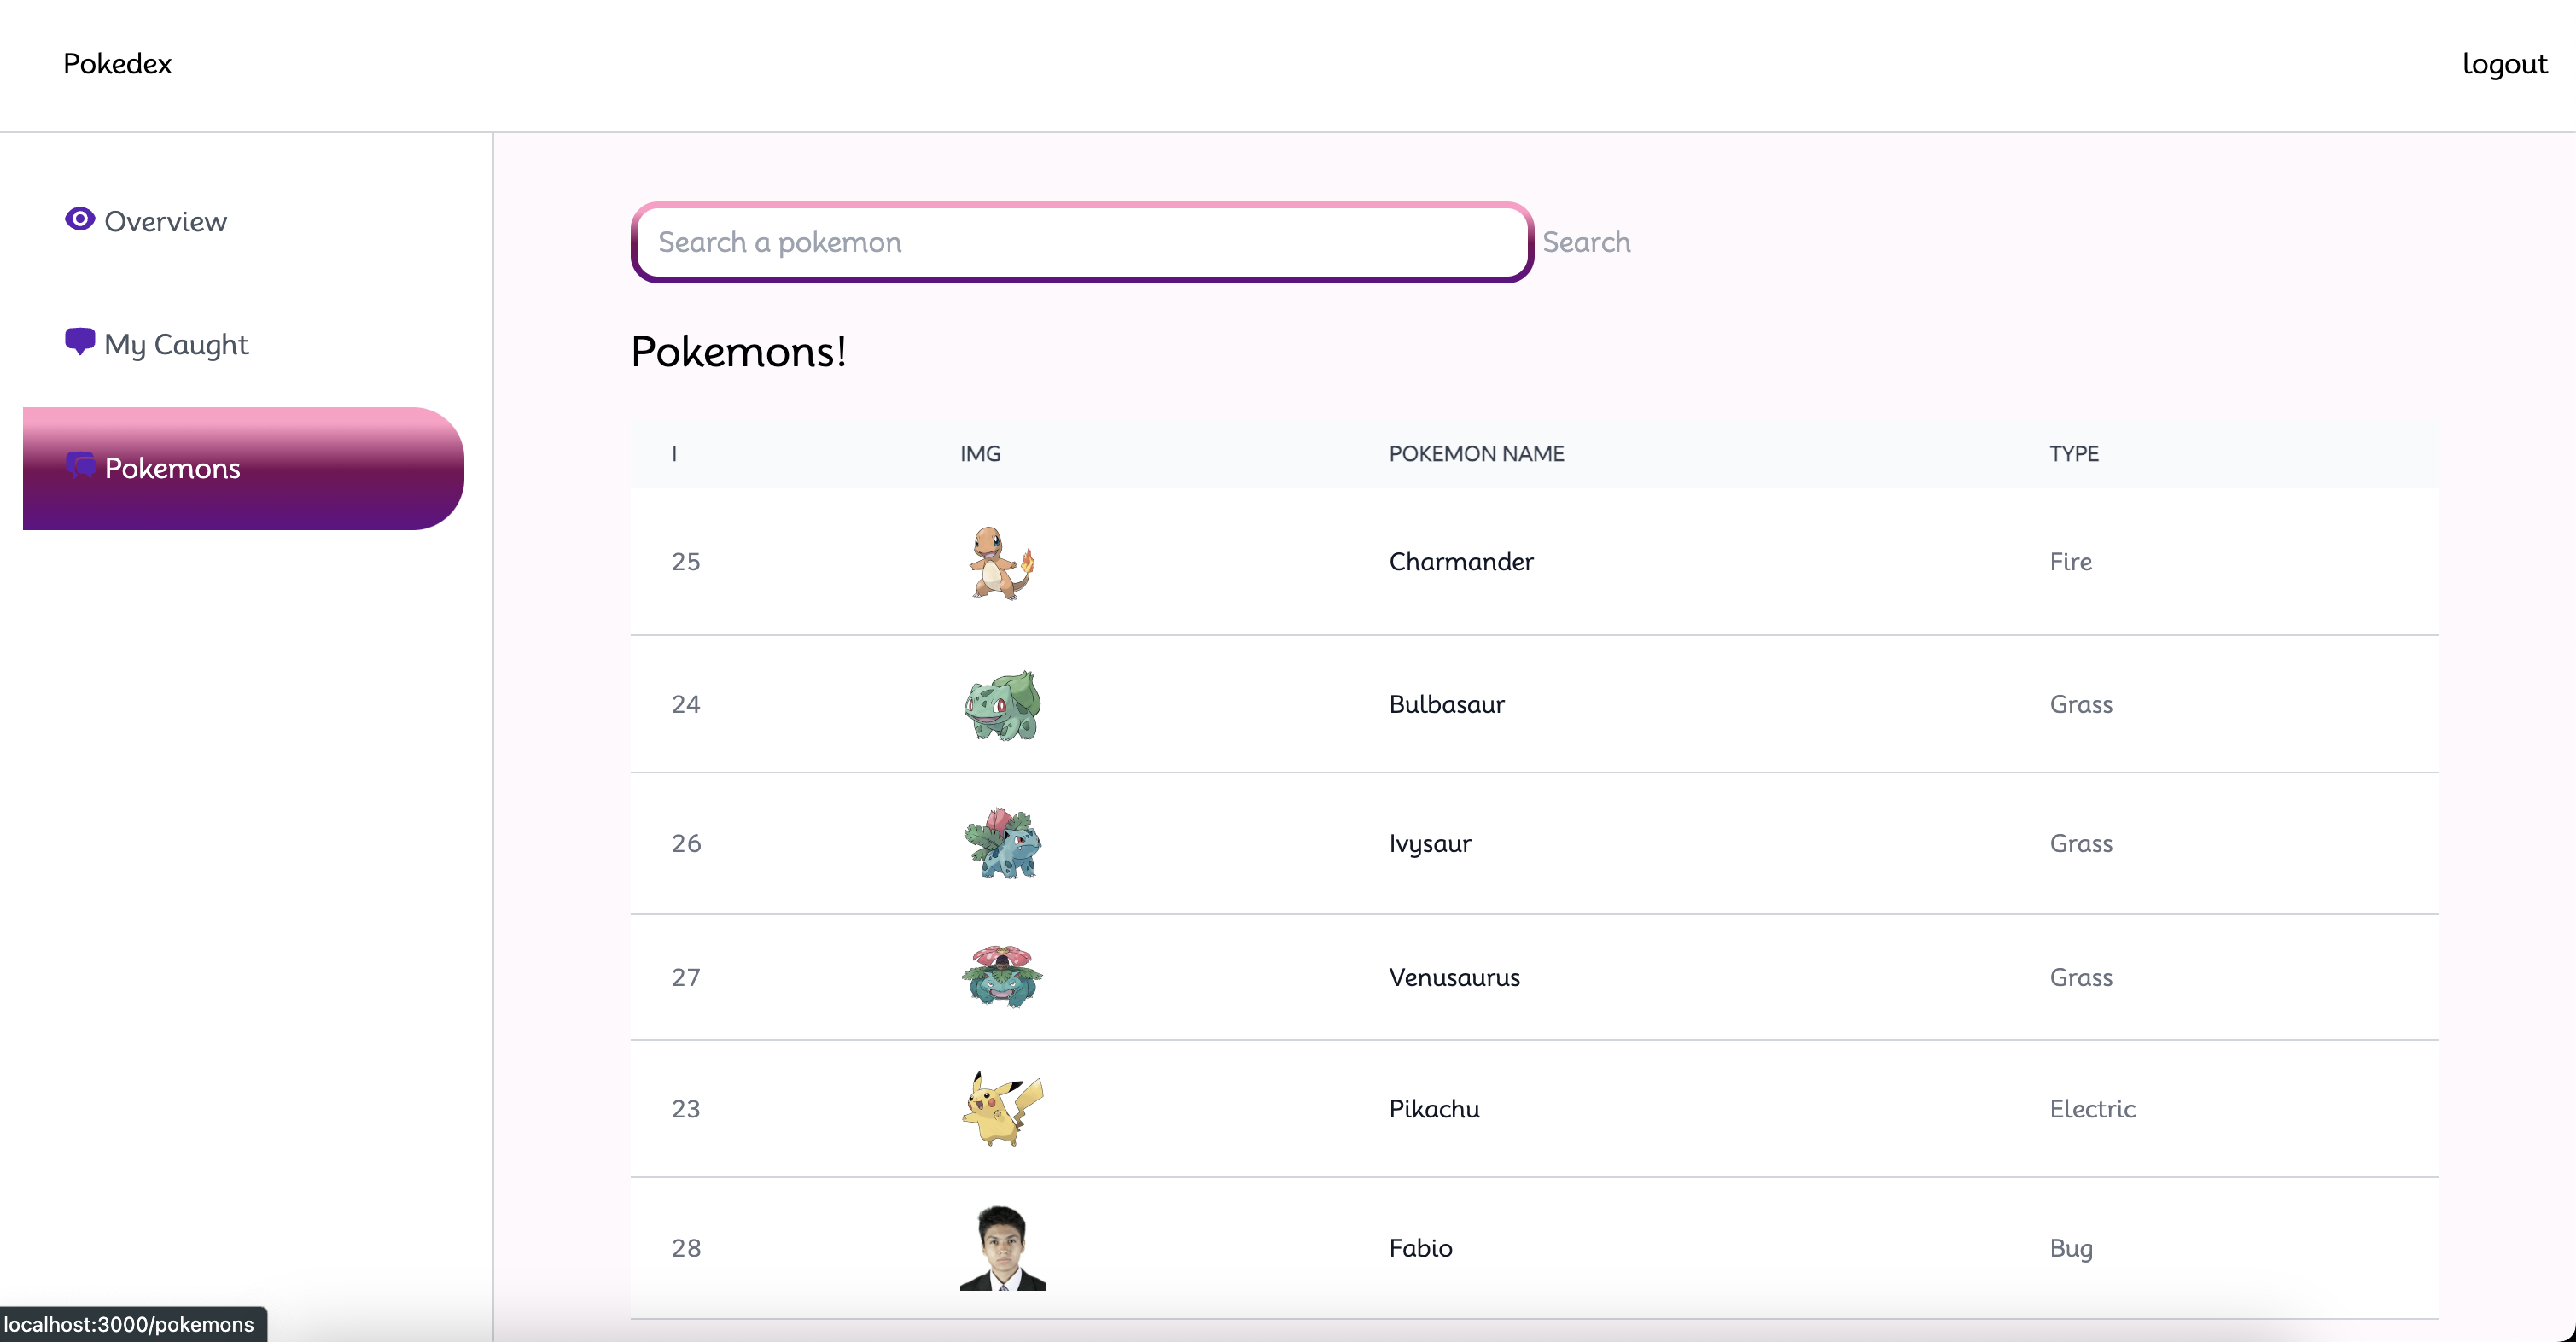 Pokedex
logout
Overview
My Caught
Pokemons
Search a pokemon
Search
Pokemons!
I IMG POKEMON NAME TYPE
25 Charmander Fire
24 Bulbasaur Grass
26 Ivysaur Grass
27 Venusaurus Grass
23 Pikachu Electric
28 Fabio Bug
localhost:3000/pokemons